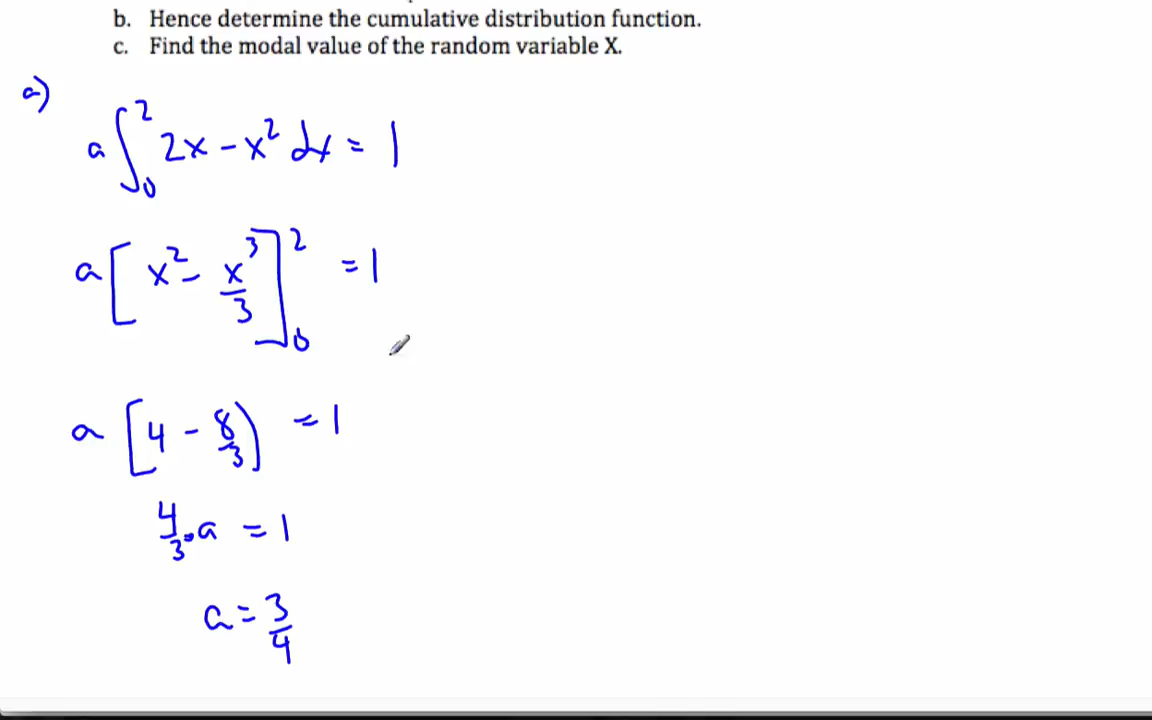 b. Hence determine the cumulative distribution function.
c. Find the modal value of the random variable X.
a)
a∫₀² 2x - x² dx = 1
a[x² - x³/3]₀² = 1
a[4 - 8/3) = 1
4/3 · a = 1
a = 3/4